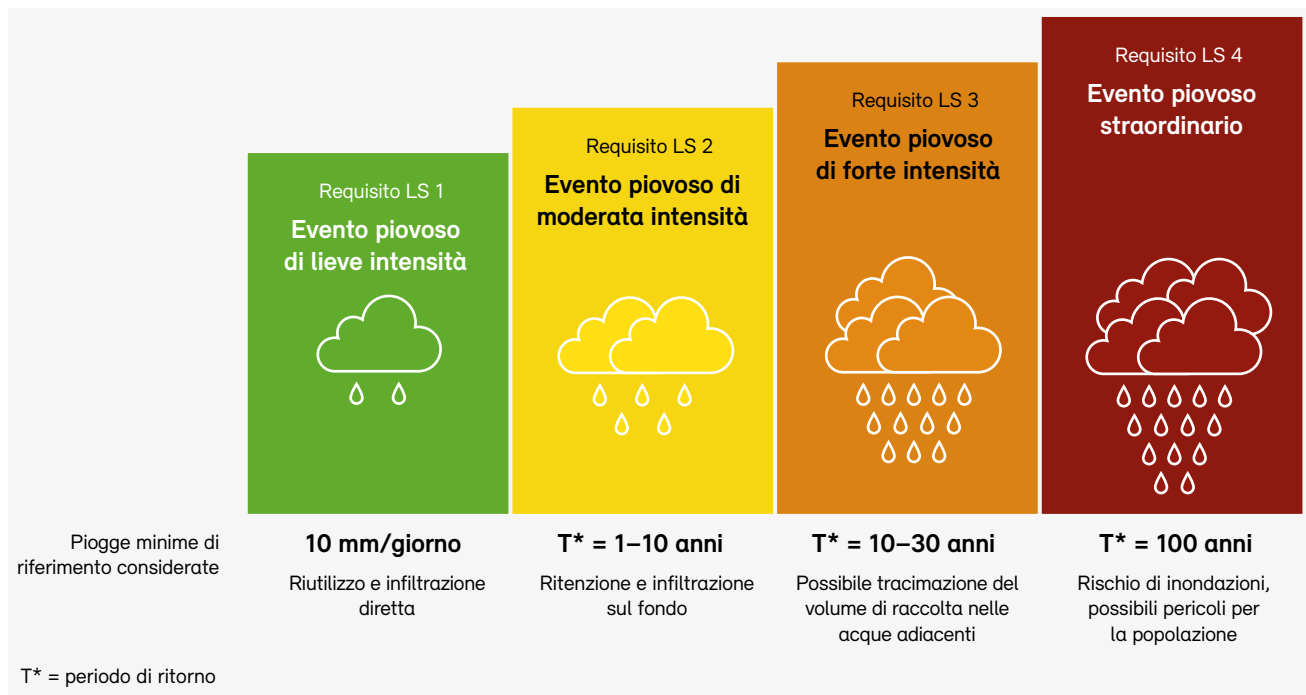 Requisito LS 1
Evento piovoso
di lieve intensità
Requisito LS 2
Evento piovoso di
moderata intensità
Requisito LS 3
Evento piovoso
di forte intensità
Requisito LS 4
Evento piovoso
straordinario
Piogge minime di
riferimento considerate
10 mm/giorno
Riutilizzo e infiltrazione
diretta
T* = 1–10 anni
Ritenzione e infiltrazione
sul fondo
T* = 10–30 anni
Possibile tracimazione del
volume di raccolta nelle
acque adiacenti
T* = 100 anni
Rischio di inondazioni,
possibili pericoli per
la popolazione
T* = periodo di ritorno